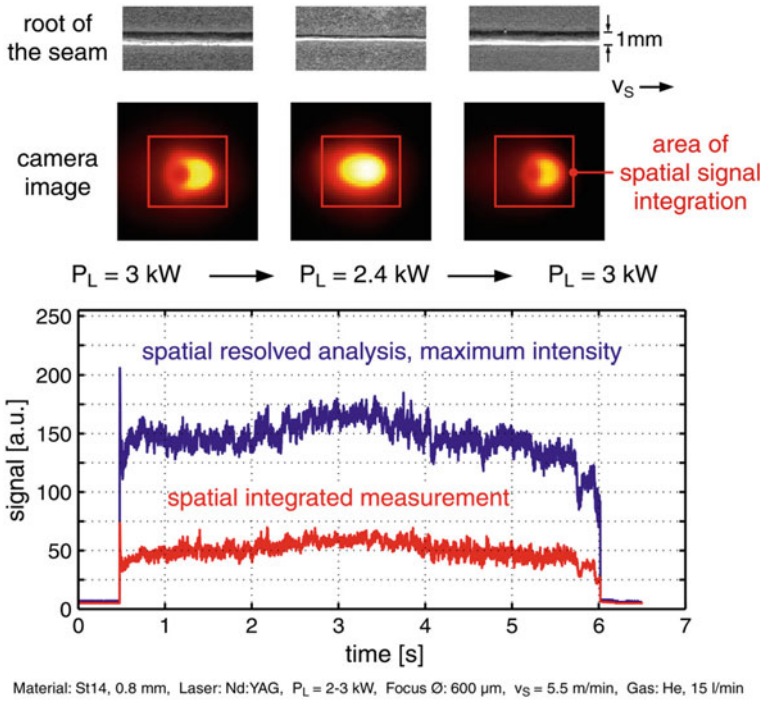 root of
the seam
1mm
vS
camera
image
area of
spatial signal
integration
PL = 3 kW
PL = 2.4 kW
PL = 3 kW
250
200
150
100
50
0
signal [a.u.]
spatial resolved analysis, maximum intensity
spatial integrated measurement
0 1 2 3 4 5 6 7
time [s]
Material: St14, 0.8 mm, Laser: Nd:YAG, PL = 2-3 kW, Focus Ø: 600 µm, vS = 5.5 m/min, Gas: He, 15 l/min